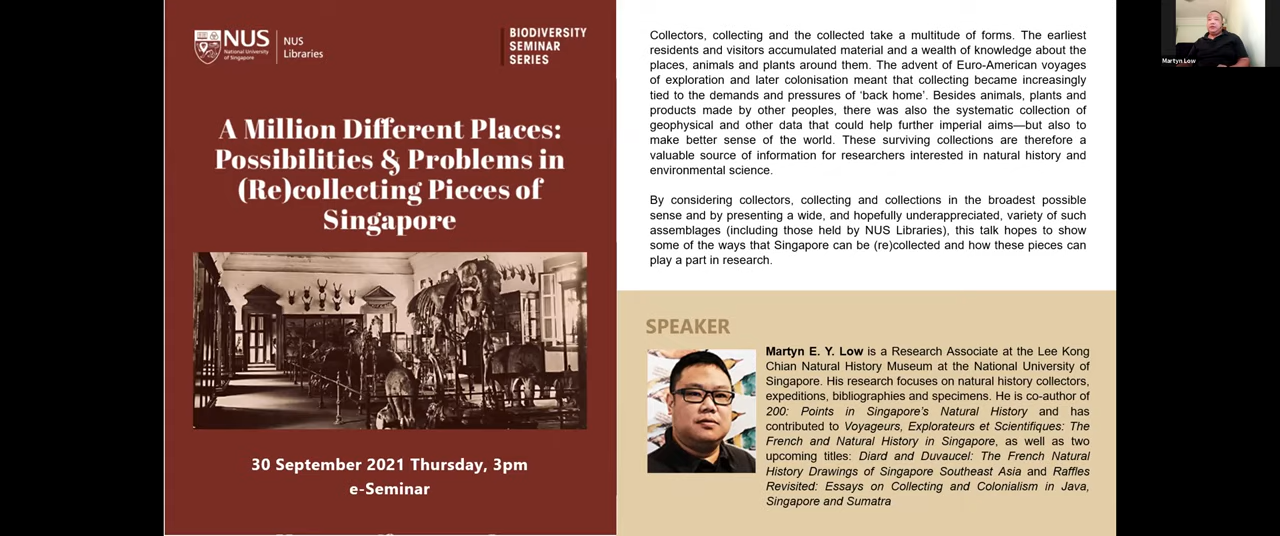 NUS
National University
of Singapore
NUS
Libraries
BIODIVERSITY
SEMINAR
SERIES
A Million Different Places:
Possibilities & Problems in
(Re)collecting Pieces of
Singapore
30 September 2021 Thursday, 3pm
e-Seminar
Collectors, collecting and the collected take a multitude of forms. The earliest
residents and visitors accumulated material and a wealth of knowledge about the
places, animals and plants around them. The advent of Euro-American voyages
of exploration and later colonisation meant that collecting became increasingly
tied to the demands and pressures of ‘back home’. Besides animals, plants and
products made by other peoples, there was also the systematic collection of
geophysical and other data that could help further imperial aims—but also to
make better sense of the world. These surviving collections are therefore a
valuable source of information for researchers interested in natural history and
environmental science.
By considering collectors, collecting and collections in the broadest possible
sense and by presenting a wide, and hopefully underappreciated, variety of such
assemblages (including those held by NUS Libraries), this talk hopes to show
some of the ways that Singapore can be (re)collected and how these pieces can
play a part in research.
SPEAKER
Martyn E. Y. Low is a Research Associate at the Lee Kong
Chian Natural History Museum at the National University of
Singapore. His research focuses on natural history collectors,
expeditions, bibliographies and specimens. He is co-author of
200: Points in Singapore’s Natural History and has
contributed to Voyageurs, Explorateurs et Scientifiques: The
French and Natural History in Singapore, as well as two
upcoming titles: Diard and Duvaucel: The French Natural
History Drawings of Singapore Southeast Asia and Raffles
Revisited: Essays on Collecting and Colonialism in Java,
Singapore and Sumatra
Martyn Low